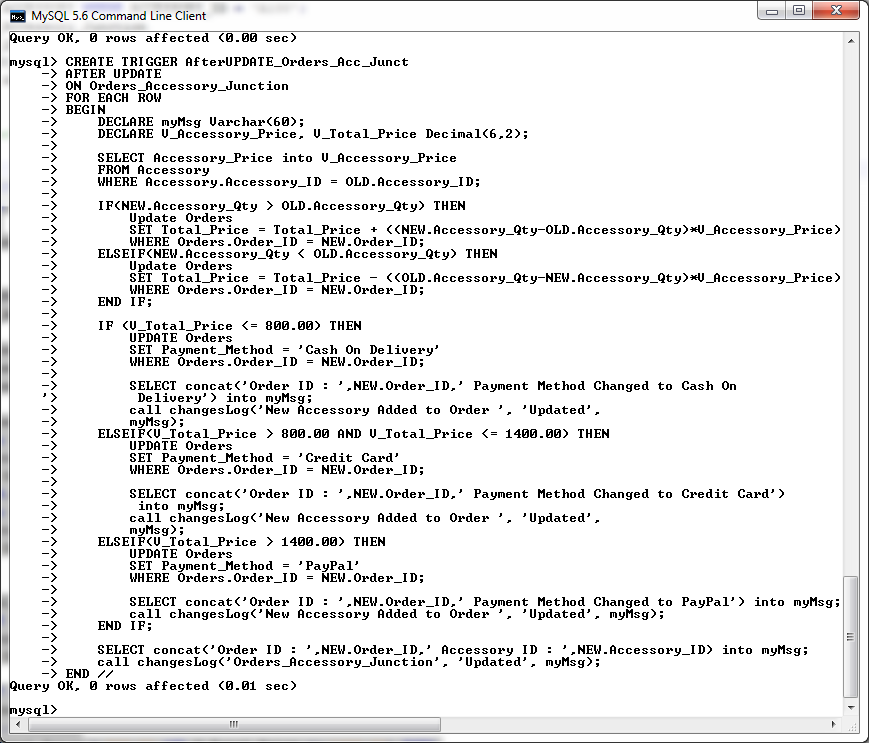 MySQL 5.6 Command Line Client
Query OK, 0 rows affected (0.00 sec)
mysql> CREATE TRIGGER AfterUPDATE_Orders_Acc_Junct
    -> AFTER UPDATE
    -> ON Orders_Accessory_Junction
    -> FOR EACH ROW
    -> BEGIN
    ->     DECLARE myMsg Varchar(60);
    ->     DECLARE V_Accessory_Price, V_Total_Price Decimal(6,2);
    ->
    ->     SELECT Accessory_Price into V_Accessory_Price
    ->     FROM Accessory
    ->     WHERE Accessory.Accessory_ID = OLD.Accessory_ID;
    ->
    ->     IF(NEW.Accessory_Qty > OLD.Accessory_Qty) THEN
    ->         Update Orders
    ->         SET Total_Price = Total_Price + ((NEW.Accessory_Qty-OLD.Accessory_Qty)*V_Accessory_Price)
    ->         WHERE Orders.Order_ID = NEW.Order_ID;
    ->     ELSEIF(NEW.Accessory_Qty < OLD.Accessory_Qty) THEN
    ->         Update Orders
    ->         SET Total_Price = Total_Price - ((OLD.Accessory_Qty-NEW.Accessory_Qty)*V_Accessory_Price)
    ->         WHERE Orders.Order_ID = NEW.Order_ID;
    ->     END IF;
    ->
    ->     IF (V_Total_Price <= 800.00) THEN
    ->         UPDATE Orders
    ->         SET Payment_Method = 'Cash On Delivery'
    ->         WHERE Orders.Order_ID = NEW.Order_ID;
    ->
    ->         SELECT concat('Order ID : ',NEW.Order_ID,' Payment Method Changed to Cash On
    '>          Delivery') into myMsg;
    ->         call changesLog('New Accessory Added to Order ', 'Updated',
    ->         myMsg);
    ->     ELSEIF(V_Total_Price > 800.00 AND V_Total_Price <= 1400.00) THEN
    ->         UPDATE Orders
    ->         SET Payment_Method = 'Credit Card'
    ->         WHERE Orders.Order_ID = NEW.Order_ID;
    ->
    ->         SELECT concat('Order ID : ',NEW.Order_ID,' Payment Method Changed to Credit Card')
    ->          into myMsg;
    ->         call changesLog('New Accessory Added to Order ', 'Updated',
    ->         myMsg);
    ->     ELSEIF(V_Total_Price > 1400.00) THEN
    ->         UPDATE Orders
    ->         SET Payment_Method = 'PayPal'
    ->         WHERE Orders.Order_ID = NEW.Order_ID;
    ->
    ->         SELECT concat('Order ID : ',NEW.Order_ID,' Payment Method Changed to PayPal') into myMsg;
    ->         call changesLog('New Accessory Added to Order ', 'Updated', myMsg);
    ->     END IF;
    ->
    ->     SELECT concat('Order ID : ',NEW.Order_ID,' Accessory ID : ',NEW.Accessory_ID) into myMsg;
    ->     call changesLog('Orders_Accessory_Junction', 'Updated', myMsg);
    -> END //
Query OK, 0 rows affected (0.01 sec)
mysql>